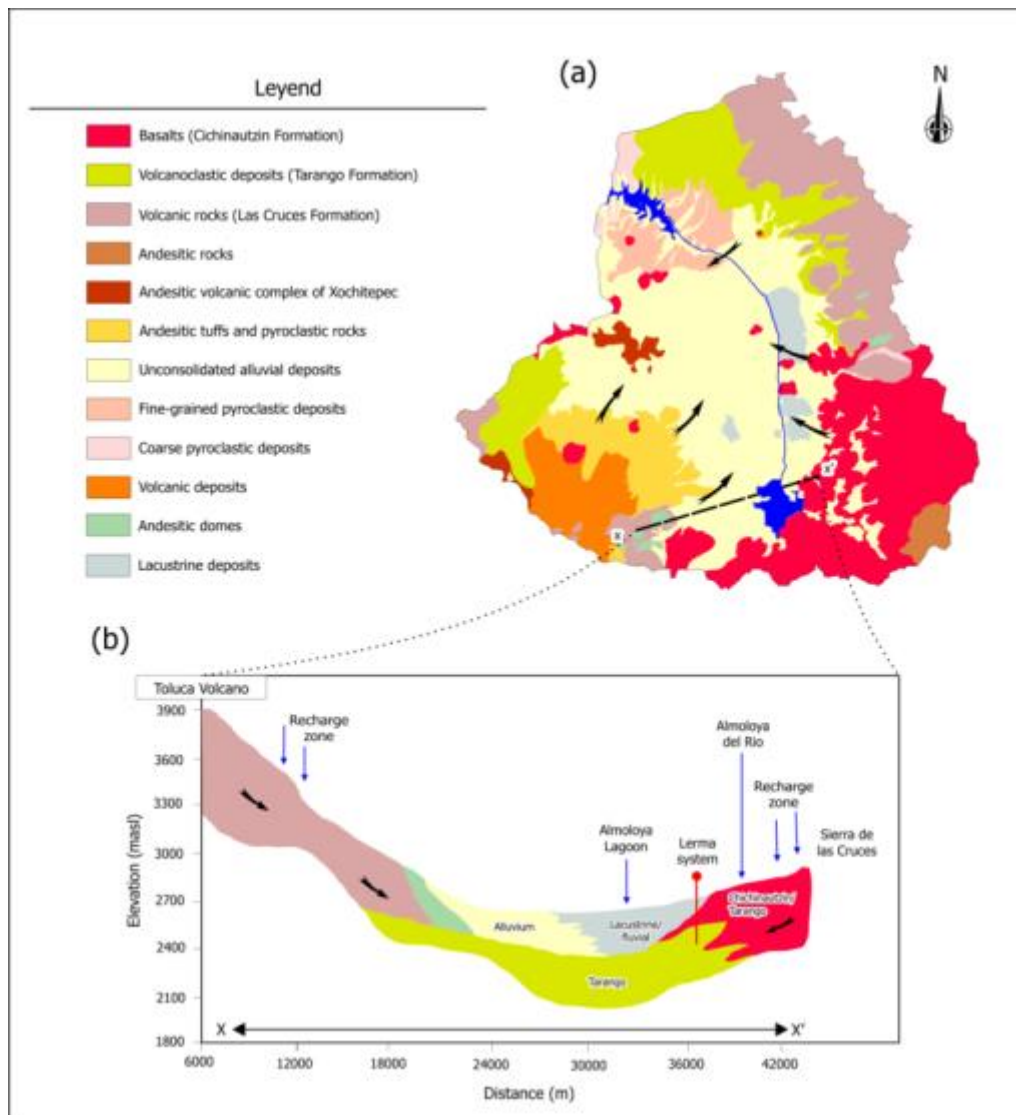 Leyend
Basalts (Cichinautzin Formation)
Volcanoclastic deposits (Tarango Formation)
Volcanic rocks (Las Cruces Formation)
Andesitic rocks
Andesitic volcanic complex of Xochitepec
Andesitic tuffs and pyroclastic rocks
Unconsolidated alluvial deposits
Fine-grained pyroclastic deposits
Coarse pyroclastic deposits
Volcanic deposits
Andesitic domes
Lacustrine deposits
(a)
N
X
X'
(b)
Toluca Volcano
Recharge
zone
Almoloya
Lagoon
Lerma
system
Almoloya
del Rio
Recharge
zone
Sierra de
las Cruces
Chichinautzin/
Tarango
Alluvium
Lacustrine/
fluvial
Tarango
X
X'
Elevation (masl)
3900
3600
3300
3000
2700
2400
2100
1800
6000
12000
18000
24000
30000
36000
42000
Distance (m)